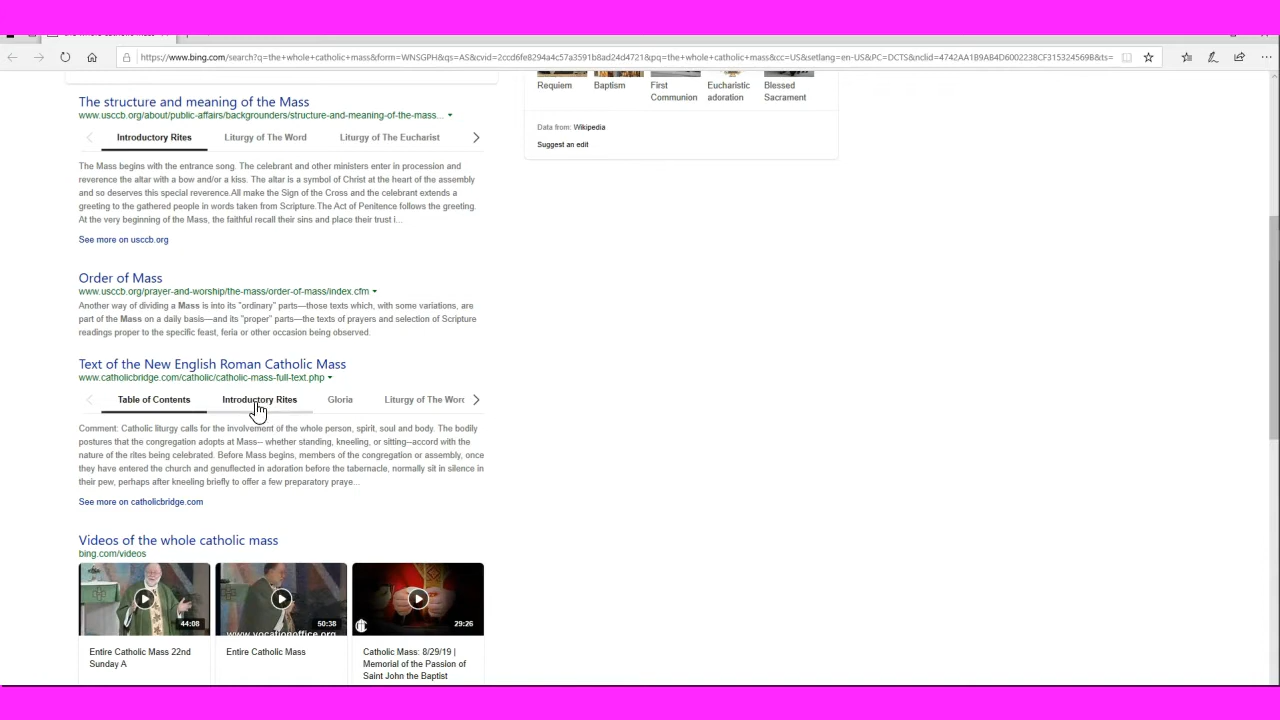 https://www.bing.com/search?q=the+whole+catholic+mass&form=WNSGPH&qs=AS&cvid=2ccd6fe8294a4c57a3591b8ad24d4721&pq=the+whole+catholic+mass&cc=US&setlang=en-US&PC=DCTS&nclid=4742AA1B9AB4D6002238CF3153245698&ts=
Requiem Baptism First Communion Eucharistic adoration Blessed Sacrament
Data from: Wikipedia
Suggest an edit
The structure and meaning of the Mass
www.usccb.org/about/public-affairs/backgrounders/structure-and-meaning-of-the-mass...
Introductory Rites Liturgy of The Word Liturgy of The Eucharist
The Mass begins with the entrance song. The celebrant and other ministers enter in procession and
reverence the altar with a bow and/or a kiss. The altar is a symbol of Christ at the heart of the assembly
and so deserves this special reverence.All make the Sign of the Cross and the celebrant extends a
greeting to the gathered people in words taken from Scripture.The Act of Penitence follows the greeting.
At the very beginning of the Mass, the faithful recall their sins and place their trust i...
See more on usccb.org
Order of Mass
www.usccb.org/prayer-and-worship/the-mass/order-of-mass/index.cfm
Another way of dividing a Mass is into its "ordinary" parts—those texts which, with some variations, are
part of the Mass on a daily basis—and its "proper" parts—the texts of prayers and selection of Scripture
readings proper to the specific feast, feria or other occasion being observed.
Text of the New English Roman Catholic Mass
www.catholicbridge.com/catholic/catholic-mass-full-text.php
Table of Contents Introductory Rites Gloria Liturgy of The Word
Comment: Catholic liturgy calls for the involvement of the whole person, spirit, soul and body. The bodily
postures that the congregation adopts at Mass-- whether standing, kneeling, or sitting--accord with the
nature of the rites being celebrated. Before Mass begins, members of the congregation or assembly, once
they have entered the church and genuflected in adoration before the tabernacle, normally sit in silence in
their pew, perhaps after kneeling briefly to offer a few preparatory praye...
See more on catholicbridge.com
Videos of the whole catholic mass
bing.com/videos
44:08 50:38 29:26
www.vocationoffice.org
Entire Catholic Mass 22nd
Sunday A
Entire Catholic Mass
Catholic Mass: 8/29/19 |
Memorial of the Passion of
Saint John the Baptist